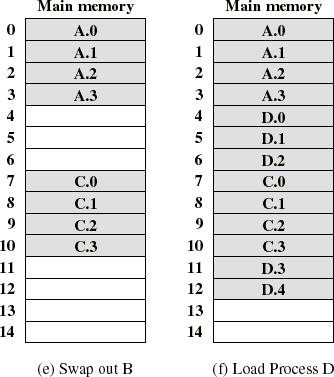 Main memory
0 A.0
1 A.1
2 A.2
3 A.3
4
5
6
7 C.0
8 C.1
9 C.2
10 C.3
11
12
13
14
(e) Swap out B
Main memory
0 A.0
1 A.1
2 A.2
3 A.3
4 D.0
5 D.1
6 D.2
7 C.0
8 C.1
9 C.2
10 C.3
11 D.3
12 D.4
13
14
(f) Load Process D